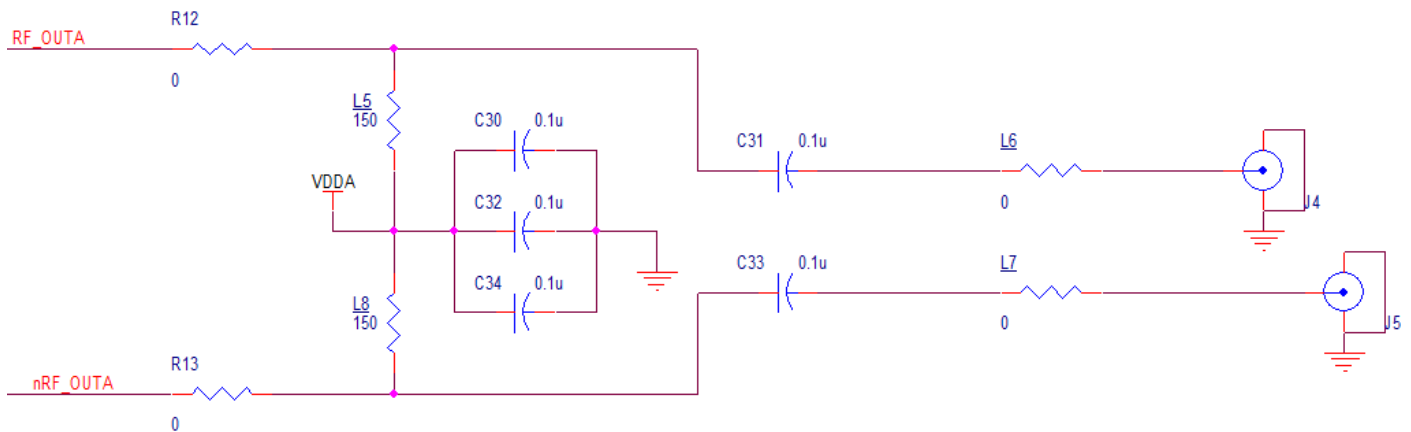 R12
RF_OUTA
0
L5
150
C30 0.1u
C31 0.1u
L6
VDDA
C32 0.1u
0
J4
C34 0.1u
C33 0.1u
L7
L8
150
0
J5
R13
nRF_OUTA
0